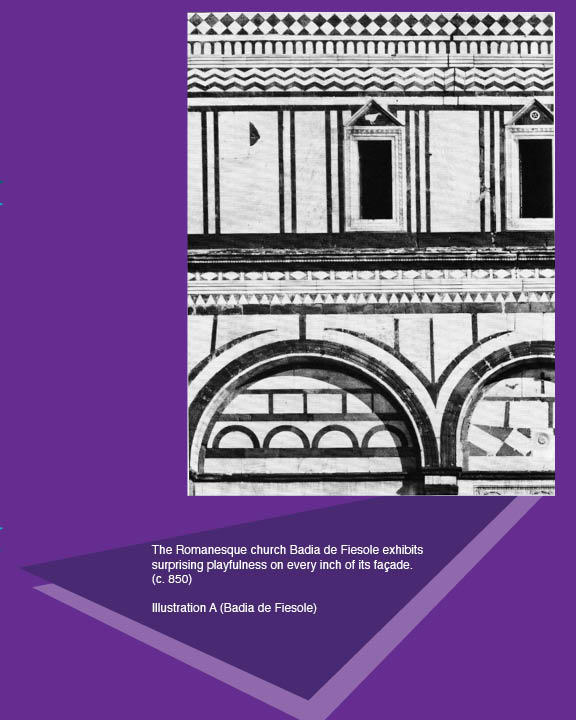 The Romanesque church Badia de Fiesole exhibits
surprising playfulness on every inch of its façade.
(c. 850)
Illustration A (Badia de Fiesole)